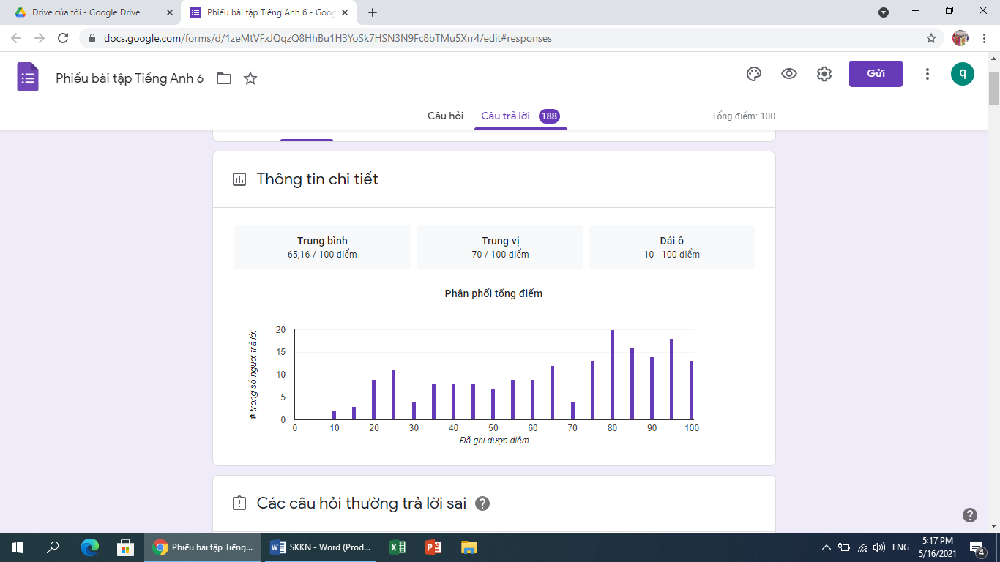 Drive của tôi - Google Drive
Phiếu bài tập Tiếng Anh 6 - Goog
docs.google.com/forms/d/1zeMtVFxJQqzQ8HhBu1H3YoSk7HSN3N9Fc8bTMu5Xrr4/edit#responses
Phiếu bài tập Tiếng Anh 6
Gửi
q
Câu hỏi
Câu trả lời 188
Tổng điểm: 100
Thông tin chi tiết
Trung bình
65,16 / 100 điểm
Trung vị
70 / 100 điểm
Dải ô
10 - 100 điểm
Phân phối tổng điểm
# trong số người trả lời
20
15
10
5
0
0 10 20 30 40 50 60 70 80 90 100
Đã ghi được điểm
Các câu hỏi thường trả lời sai
Phiếu bài tập Tiếng...
SKKN - Word (Prod...
ENG
5:17 PM
5/16/2021
4